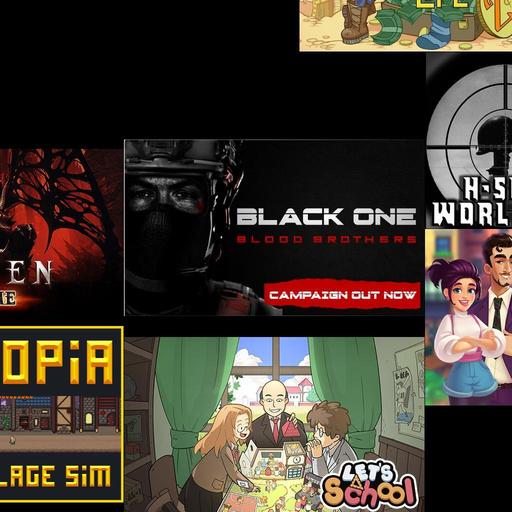 BLACK ONE
BLOOD BROTHERS
CAMPAIGN OUT NOW
WORL
EN
OPiA
LAGE SiM
LET'S
School